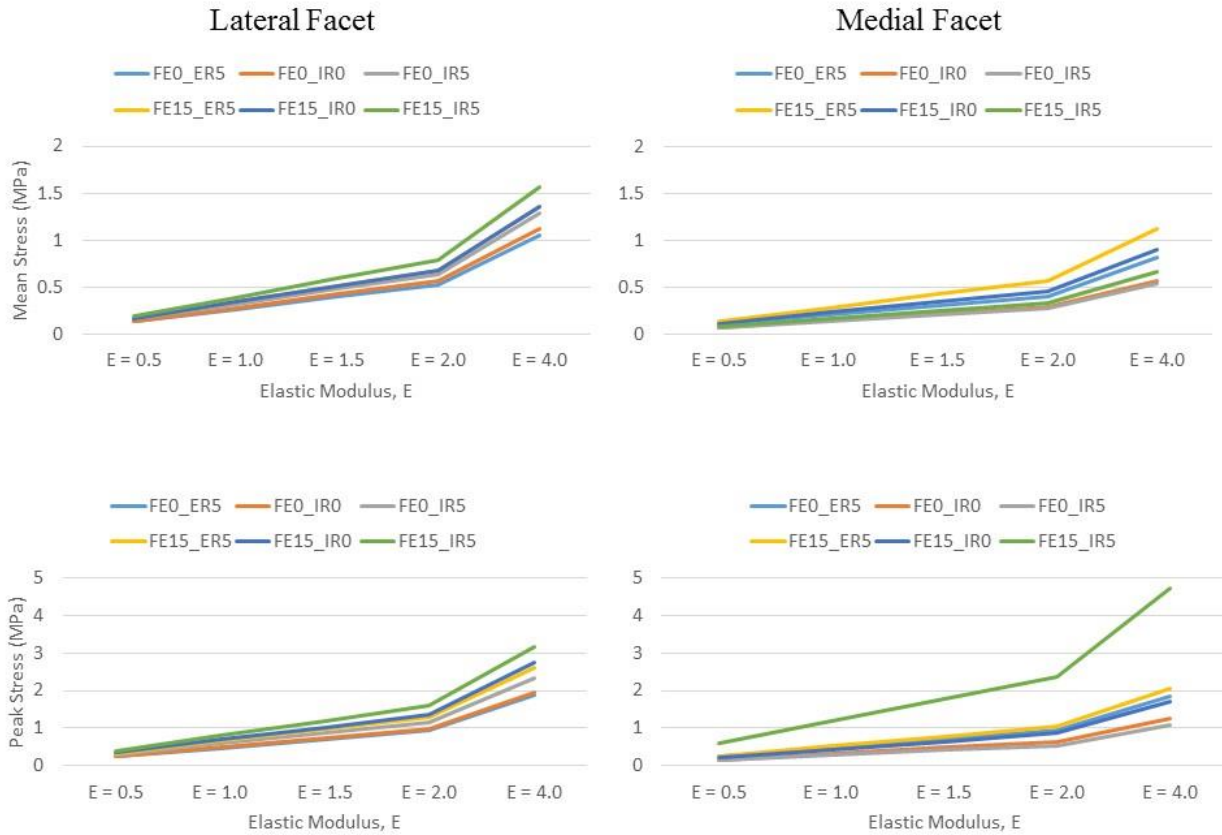 Lateral Facet
FE0_ER5 FE0_IR0 FE0_IR5
FE15_ER5 FE15_IR0 FE15_IR5
Mean Stress (MPa)
2
1.5
1
0.5
0
E = 0.5 E = 1.0 E = 1.5 E = 2.0 E = 4.0
Elastic Modulus, E
Medial Facet
FE0_ER5 FE0_IR0 FE0_IR5
FE15_ER5 FE15_IR0 FE15_IR5
2
1.5
1
0.5
0
E = 0.5 E = 1.0 E = 1.5 E = 2.0 E = 4.0
Elastic Modulus, E
FE0_ER5 FE0_IR0 FE0_IR5
FE15_ER5 FE15_IR0 FE15_IR5
Peak Stress (MPa)
5
4
3
2
1
0
E = 0.5 E = 1.0 E = 1.5 E = 2.0 E = 4.0
Elastic Modulus, E
FE0_ER5 FE0_IR0 FE0_IR5
FE15_ER5 FE15_IR0 FE15_IR5
5
4
3
2
1
0
E = 0.5 E = 1.0 E = 1.5 E = 2.0 E = 4.0
Elastic Modulus, E